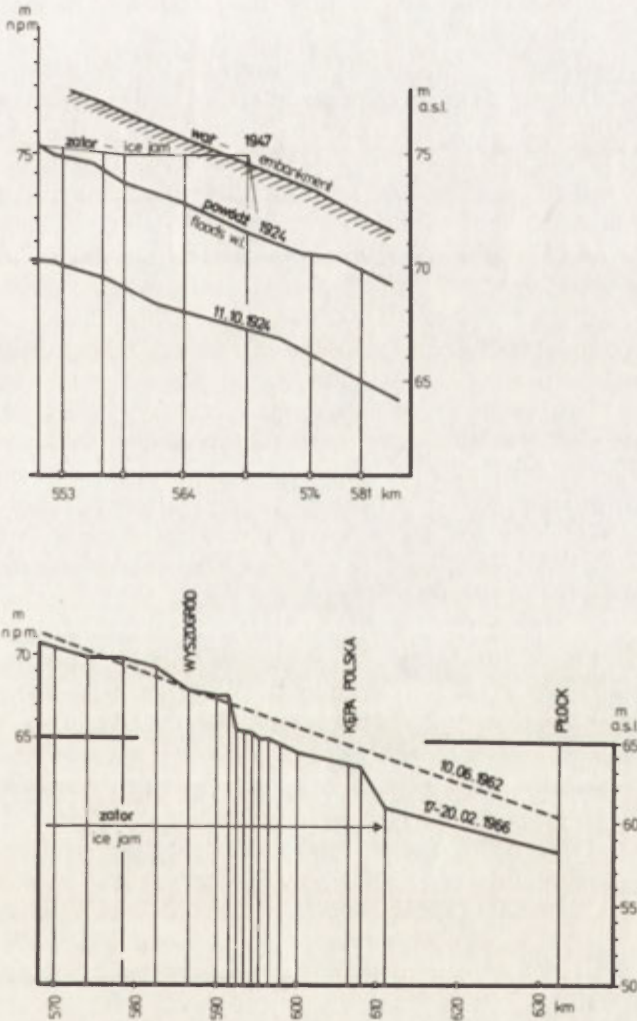 m
n p m
75
m
a.s.l.
75
70
65
wał – 1947
embankment
zator – ice jam
powódź 1924
floods w.l.
11.10.1924
553
564
574
581 km
m
n p m.
70
65
WYSZOGRÓD
KĘPA POLSKA
PŁOCK
m
a.s.l.
65
60
55
50
10.06.1962
17-20.02.1966
zator
ice jam
570
580
590
600
610
620
630
km